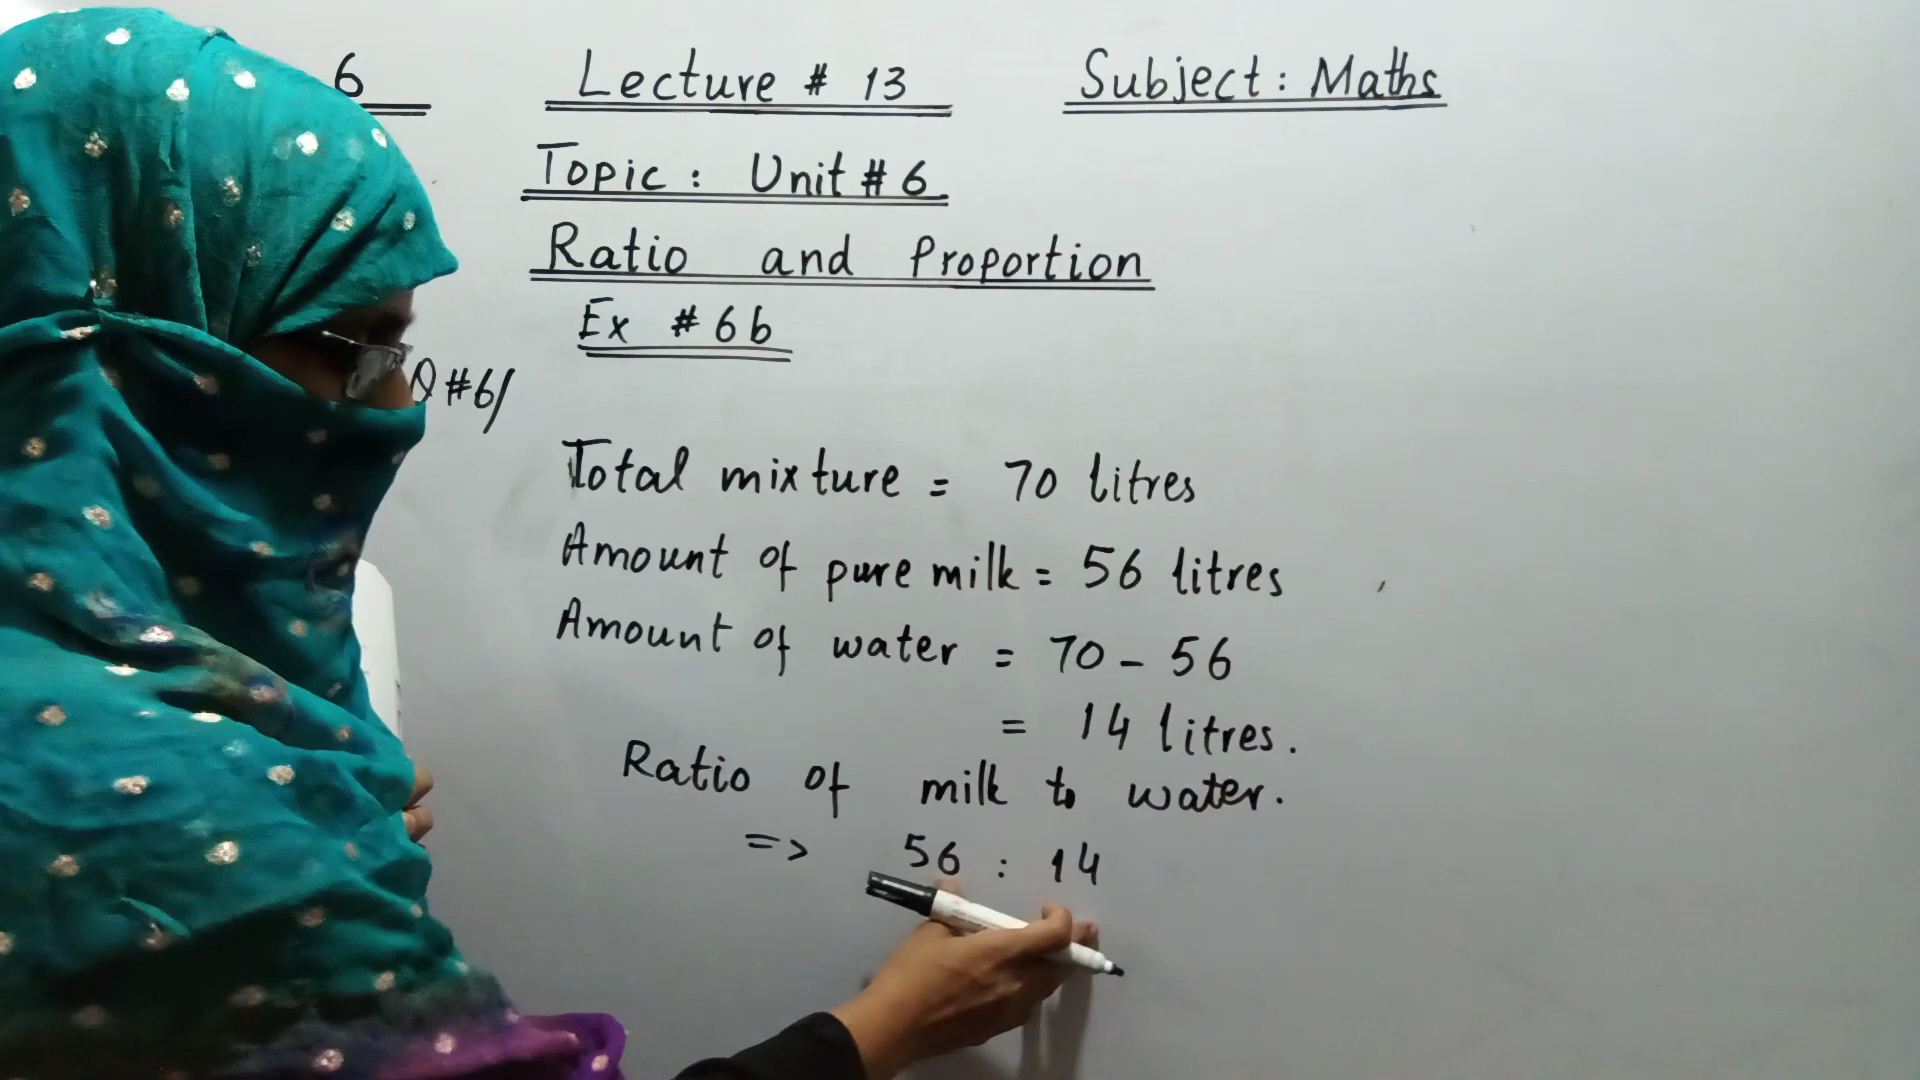 6 Lecture # 13 Subject: Maths
Topic: Unit # 6
Ratio and Proportion
Ex # 6b
Q #6/
Total mixture = 70 litres
Amount of pure milk = 56 litres
Amount of water = 70 - 56
= 14 litres.
Ratio of milk to water.
=> 56 : 14